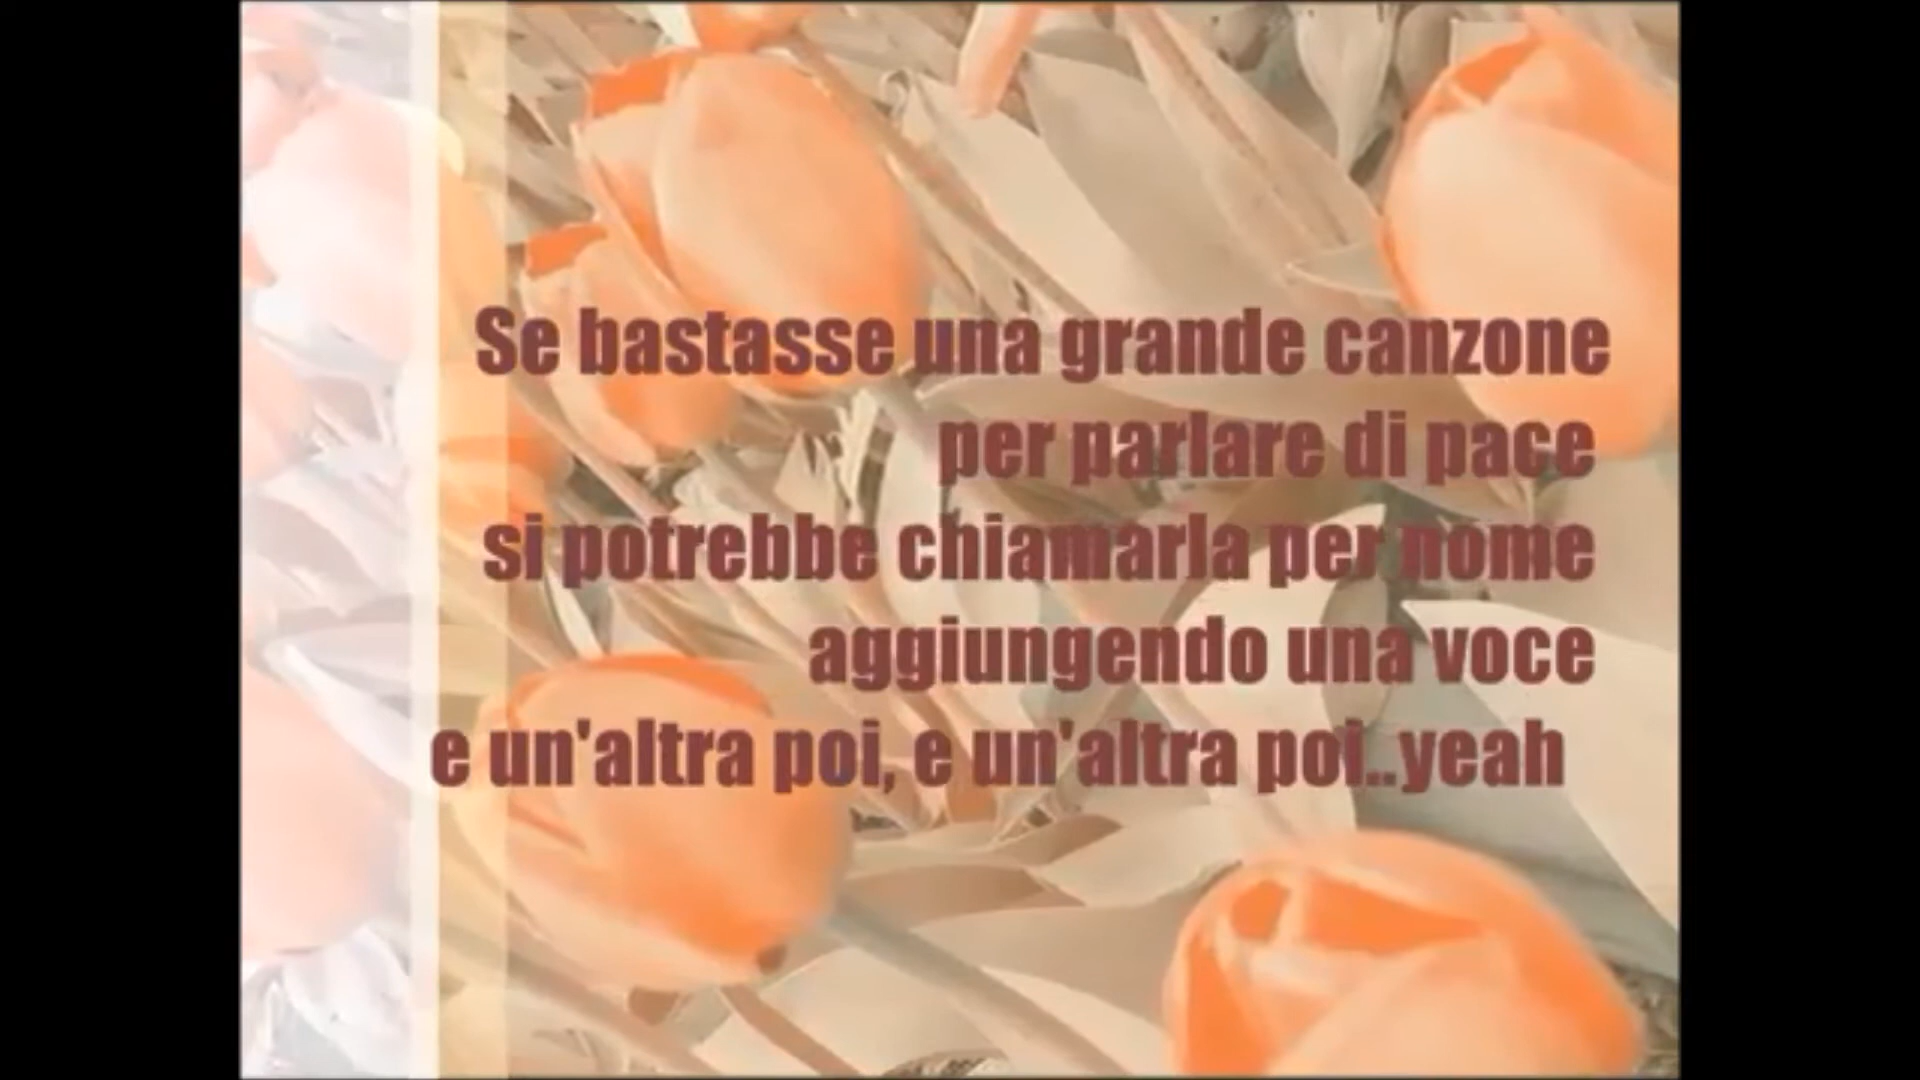 Se bastasse una grande canzone
per parlare di pace
si potrebbe chiamarla per nome
aggiungendo una voce
e un'altra poi, e un'altra poi..yeah